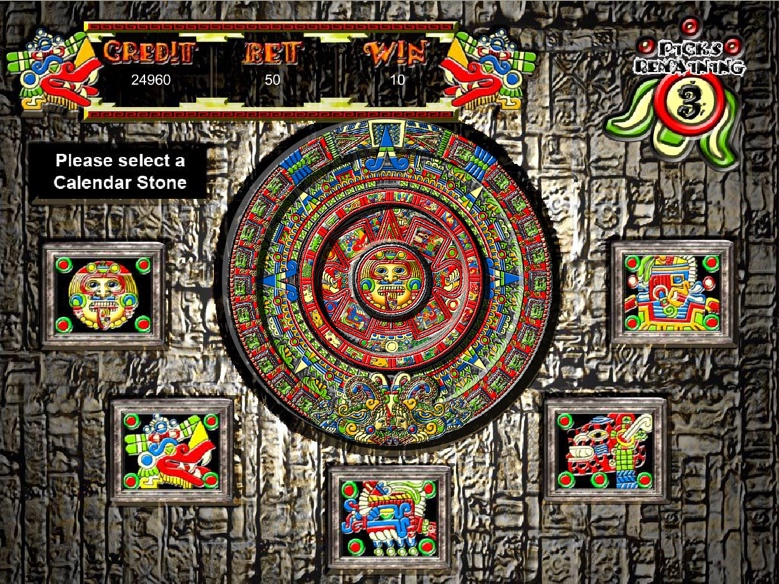 CREDIT BET WIN
24960 50 10
PICKS
REMAINING
3
Please select a
Calendar Stone